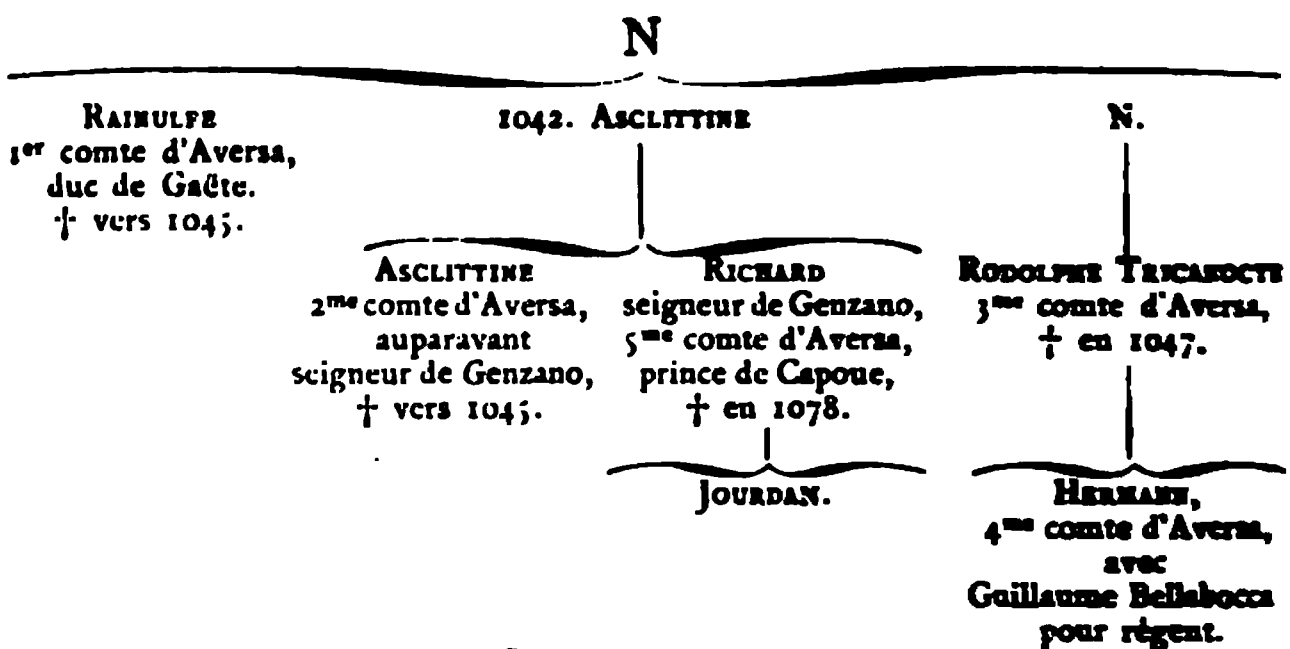 N
RAINULFE
1er comte d'Aversa,
duc de Gaëte.
† vers 1045.
1042. ASCLITTINE
N.
ASCLITTINE
2me comte d'Aversa,
auparavant
seigneur de Genzano,
† vers 1045.
RICHARD
seigneur de Genzano,
5me comte d'Aversa,
prince de Capoue,
† en 1078.
RODOLPHE TRICANOCTE
3me comte d'Aversa,
† en 1047.
JOURDAN.
HERMANN,
4me comte d'Aversa,
avec
Guillaume Bellabocca
pour régent.